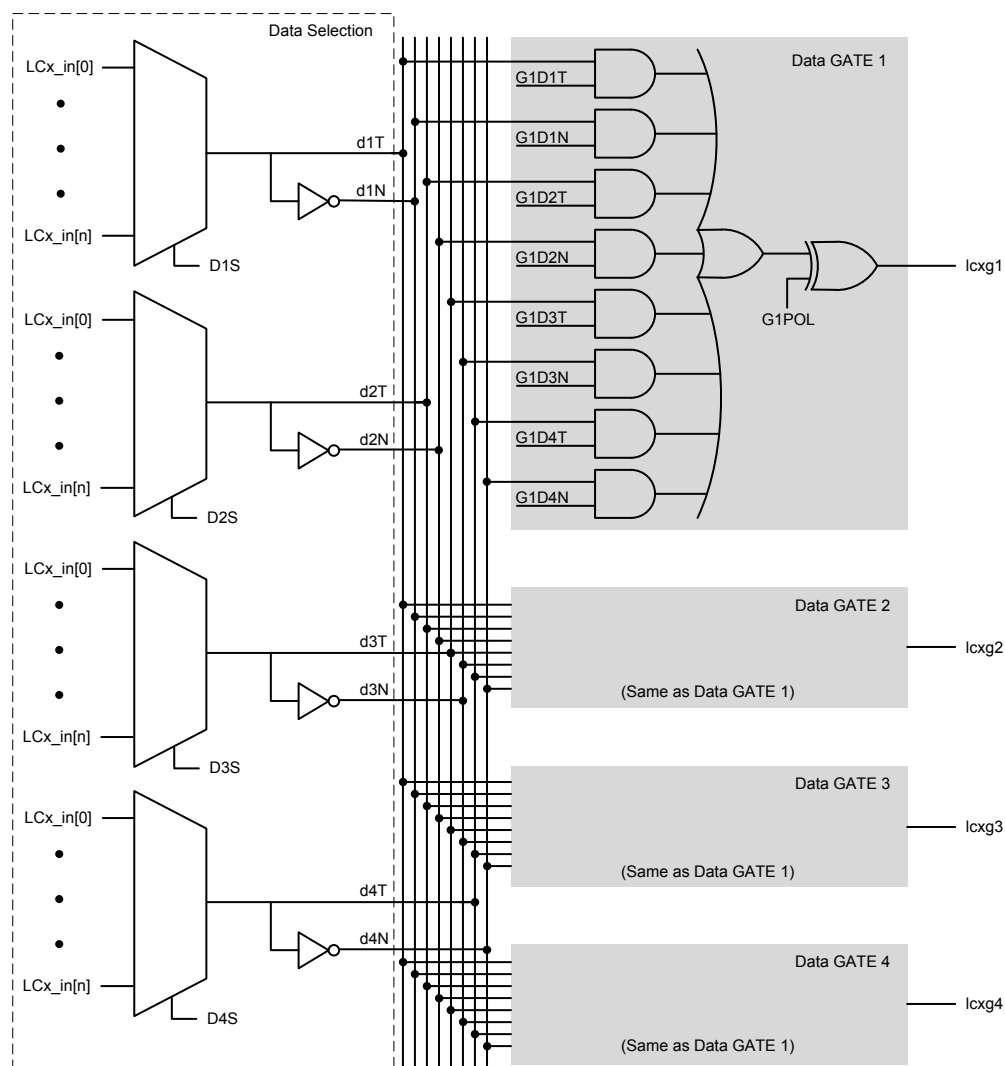 Data Selection
LCx_in[0]
LCx_in[n]
D1S
d1T
d1N
LCx_in[0]
LCx_in[n]
D2S
d2T
d2N
LCx_in[0]
LCx_in[n]
D3S
d3T
d3N
LCx_in[0]
LCx_in[n]
D4S
d4T
d4N
Data GATE 1
G1D1T
G1D1N
G1D2T
G1D2N
G1D3T
G1D3N
G1D4T
G1D4N
G1POL
lcxg1
Data GATE 2
(Same as Data GATE 1)
lcxg2
Data GATE 3
(Same as Data GATE 1)
lcxg3
Data GATE 4
(Same as Data GATE 1)
lcxg4